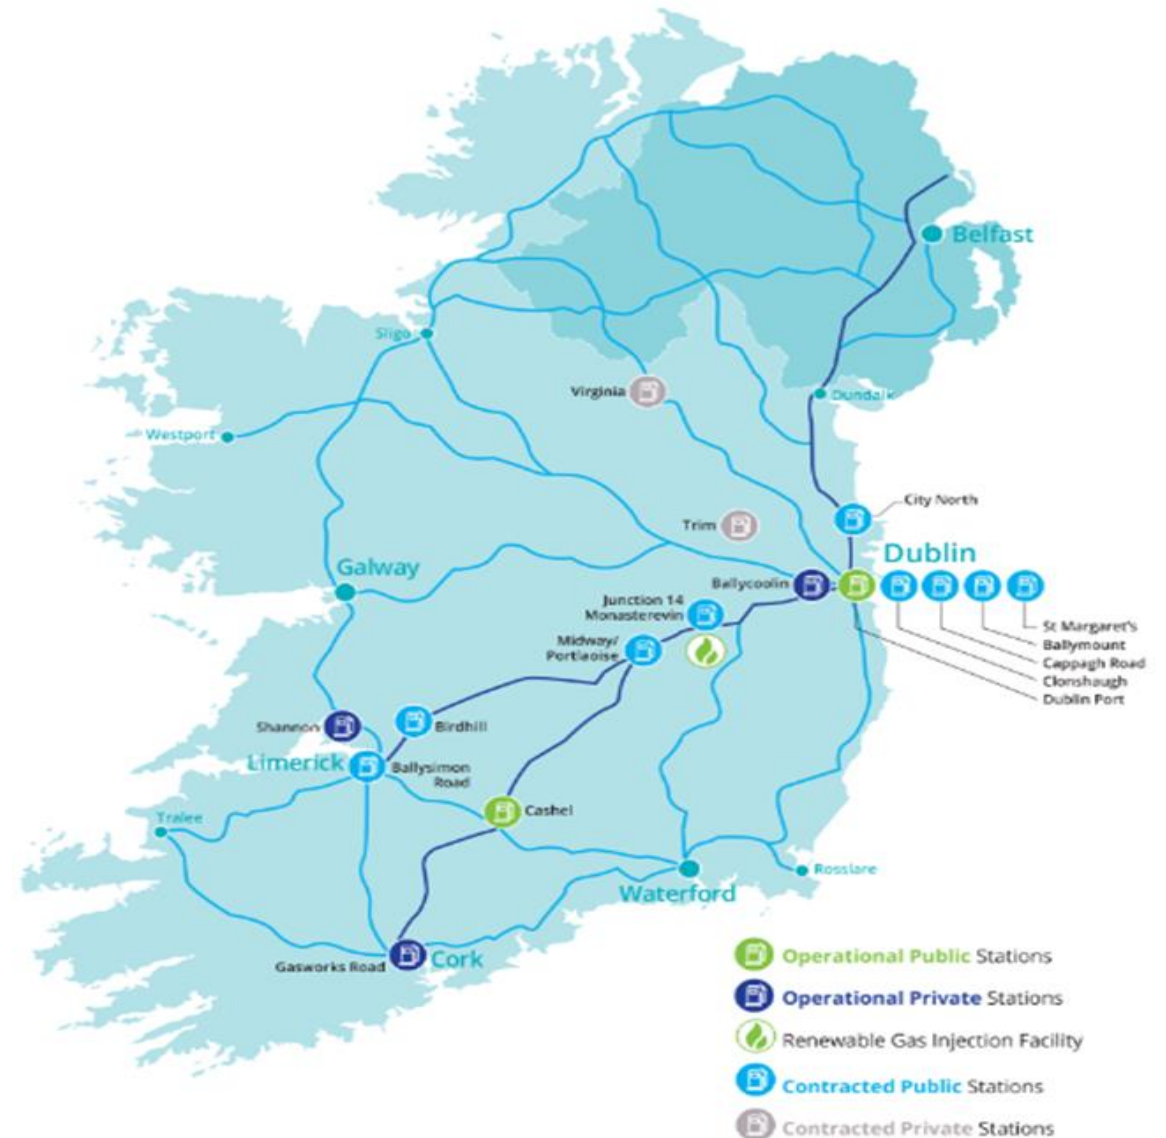 Belfast
Sligo
Virginia
Dundalk
Westport
City North
Trim
Dublin
Galway
Ballycoolin
Junction 14
Monasterevin
Midway/
Portlaoise
St Margaret's
Ballymount
Cappagh Road
Clonshaugh
Dublin Port
Shannon
Birdhill
Limerick
Ballysimon
Road
Cashel
Tralee
Rosslare
Waterford
Gasworks Road
Cork
Operational Public Stations
Operational Private Stations
Renewable Gas Injection Facility
Contracted Public Stations
Contracted Private Stations